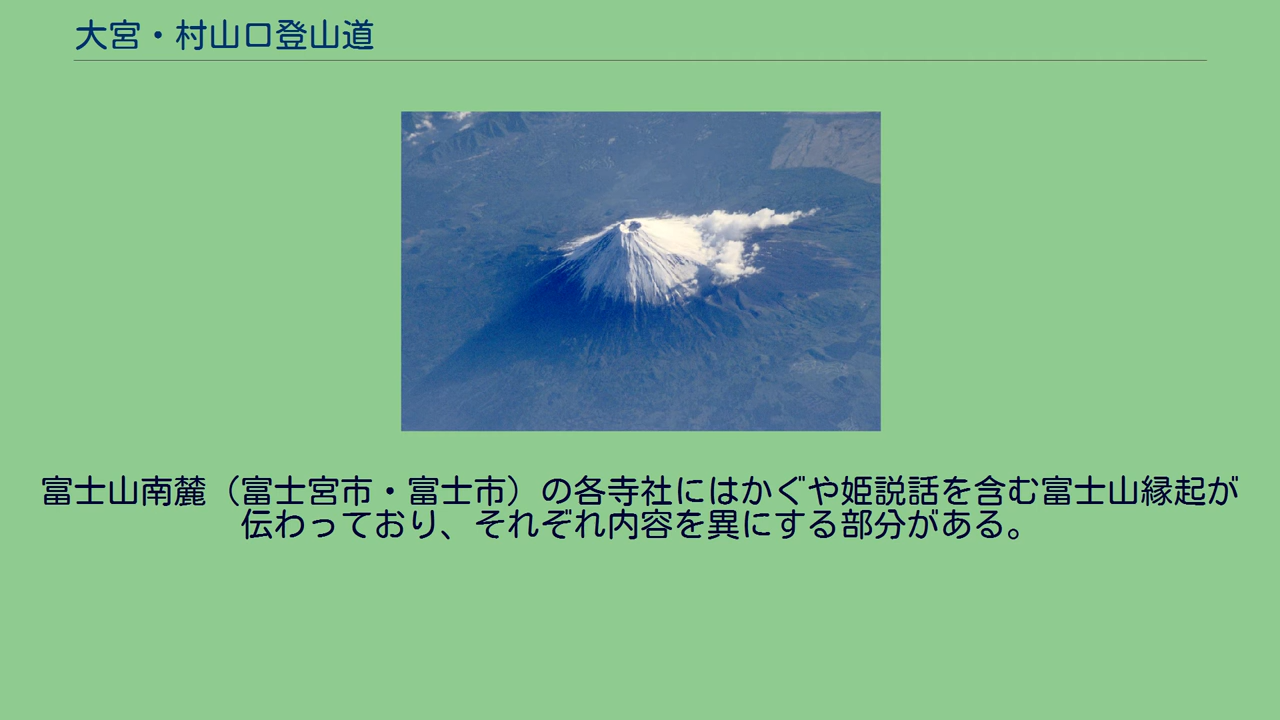 大宮・村山口登山道
富士山南麓（富士宮市・富士市）の各寺社にはかぐや姫説話を含む富士山縁起が
伝わっており、それぞれ内容を異にする部分がある。